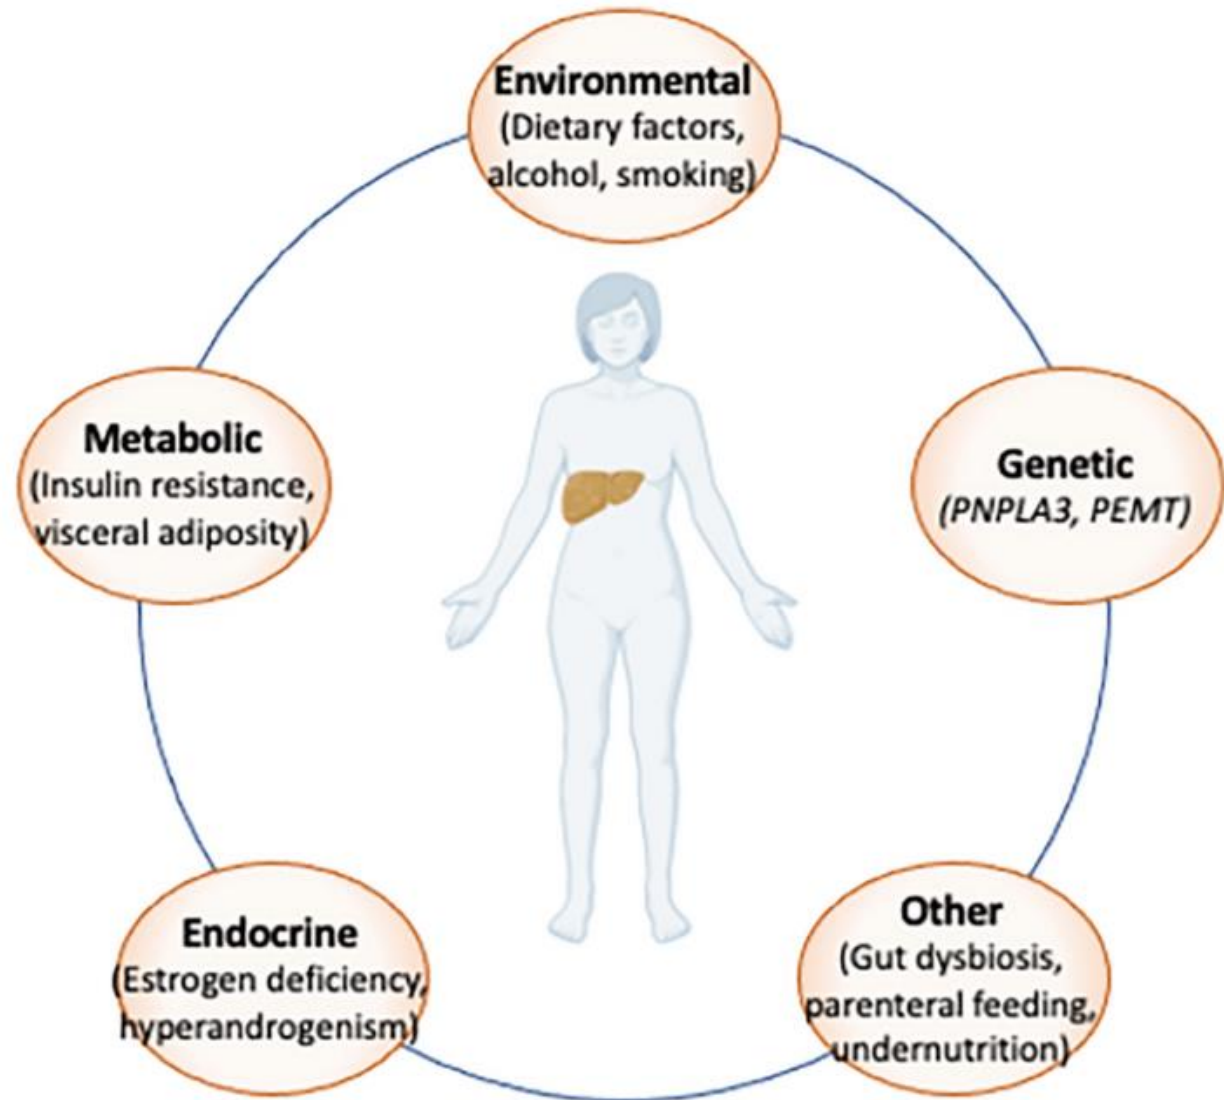 Environmental
(Dietary factors,
alcohol, smoking)
Metabolic
(Insulin resistance,
visceral adiposity)
Genetic
(PNPLA3, PEMT)
Endocrine
(Estrogen deficiency,
hyperandrogenism)
Other
(Gut dysbiosis,
parenteral feeding,
undernutrition)